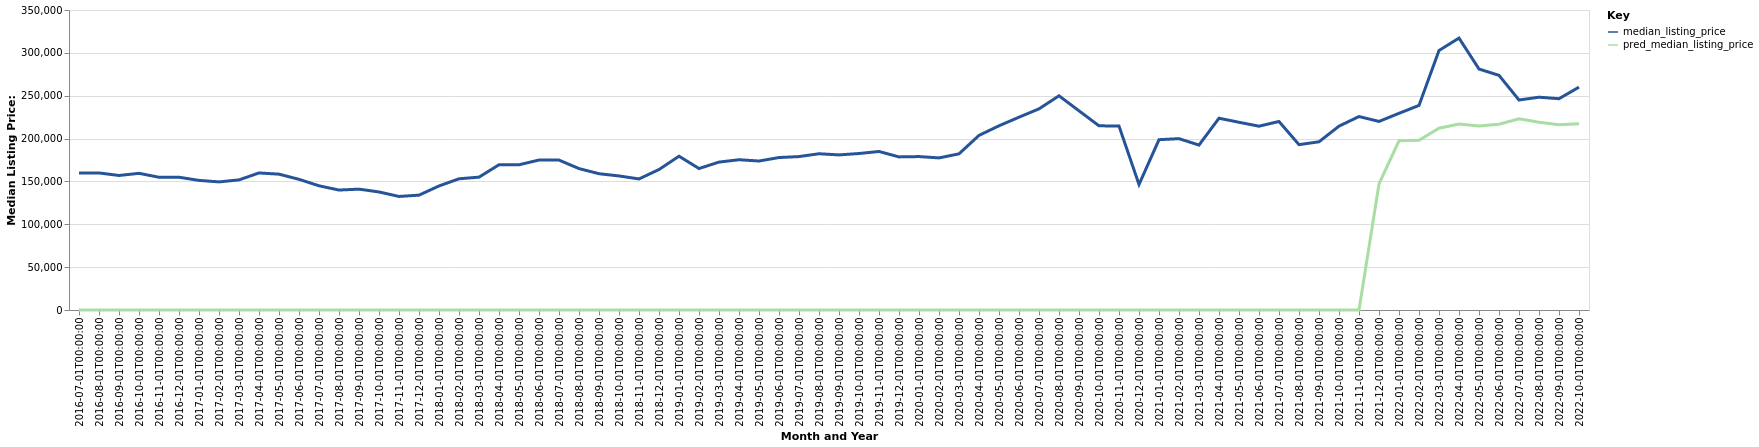 350,000
300,000
250,000
200,000
150,000
100,000
50,000
0
Median Listing Price:
2016-07-01T00:00:00
2016-08-01T00:00:00
2016-09-01T00:00:00
2016-10-01T00:00:00
2016-11-01T00:00:00
2016-12-01T00:00:00
2017-01-01T00:00:00
2017-02-01T00:00:00
2017-03-01T00:00:00
2017-04-01T00:00:00
2017-05-01T00:00:00
2017-06-01T00:00:00
2017-07-01T00:00:00
2017-08-01T00:00:00
2017-09-01T00:00:00
2017-10-01T00:00:00
2017-11-01T00:00:00
2017-12-01T00:00:00
2018-01-01T00:00:00
2018-02-01T00:00:00
2018-03-01T00:00:00
2018-04-01T00:00:00
2018-05-01T00:00:00
2018-06-01T00:00:00
2018-07-01T00:00:00
2018-08-01T00:00:00
2018-09-01T00:00:00
2018-10-01T00:00:00
2018-11-01T00:00:00
2018-12-01T00:00:00
2019-01-01T00:00:00
2019-02-01T00:00:00
2019-03-01T00:00:00
2019-04-01T00:00:00
2019-05-01T00:00:00
2019-06-01T00:00:00
2019-07-01T00:00:00
2019-08-01T00:00:00
2019-09-01T00:00:00
2019-10-01T00:00:00
2019-11-01T00:00:00
2019-12-01T00:00:00
2020-01-01T00:00:00
2020-02-01T00:00:00
2020-03-01T00:00:00
2020-04-01T00:00:00
2020-05-01T00:00:00
2020-06-01T00:00:00
2020-07-01T00:00:00
2020-08-01T00:00:00
2020-09-01T00:00:00
2020-10-01T00:00:00
2020-11-01T00:00:00
2020-12-01T00:00:00
2021-01-01T00:00:00
2021-02-01T00:00:00
2021-03-01T00:00:00
2021-04-01T00:00:00
2021-05-01T00:00:00
2021-06-01T00:00:00
2021-07-01T00:00:00
2021-08-01T00:00:00
2021-09-01T00:00:00
2021-10-01T00:00:00
2021-11-01T00:00:00
2021-12-01T00:00:00
2022-01-01T00:00:00
2022-02-01T00:00:00
2022-03-01T00:00:00
2022-04-01T00:00:00
2022-05-01T00:00:00
2022-06-01T00:00:00
2022-07-01T00:00:00
2022-08-01T00:00:00
2022-09-01T00:00:00
2022-10-01T00:00:00
Month and Year
Key
median_listing_price
pred_median_listing_price